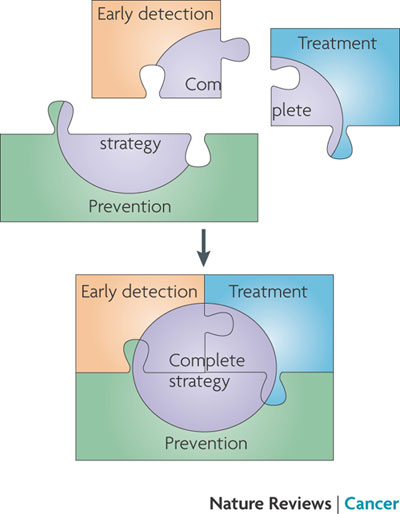 Early detection
Treatment
Com
plete
strategy
Prevention
Early detection
Treatment
Complete
strategy
Prevention
Nature Reviews | Cancer